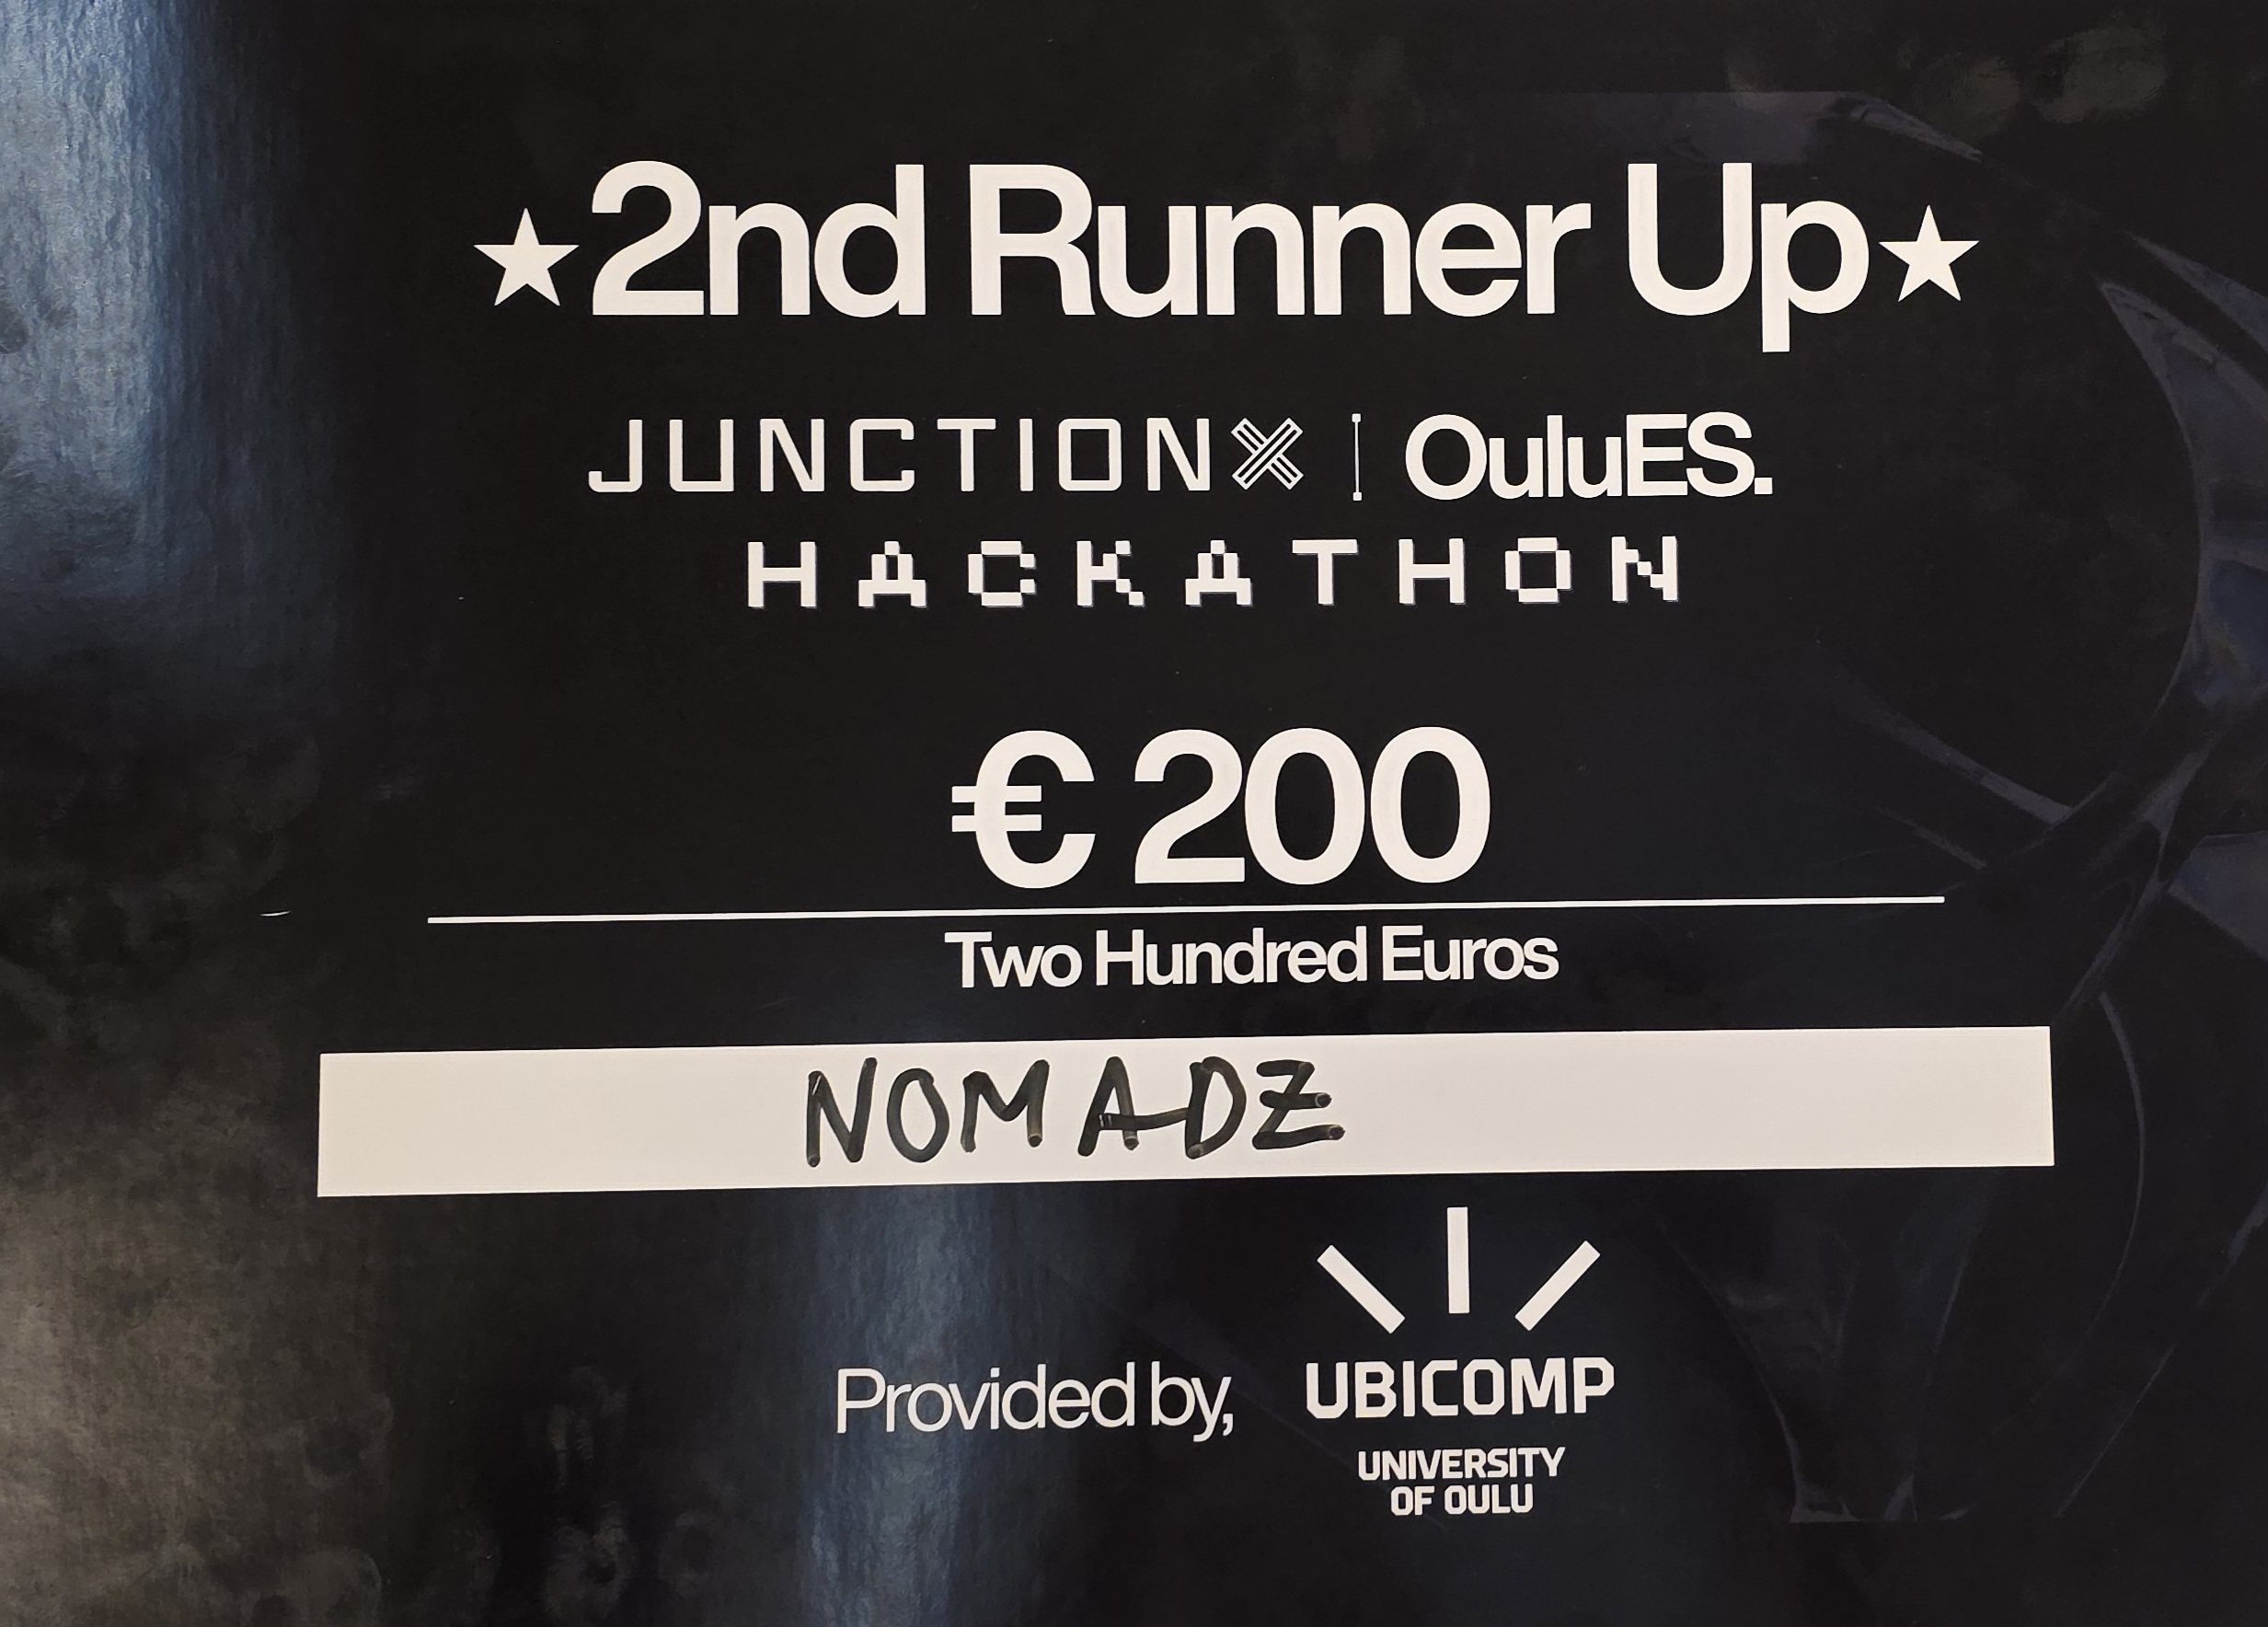 ★2nd Runner Up★
JUNCTIONX | OuluES.
HACKATHON
€ 200
Two Hundred Euros
NOMADZ
Provided by,
UBICOMP
UNIVERSITY
OF OULU